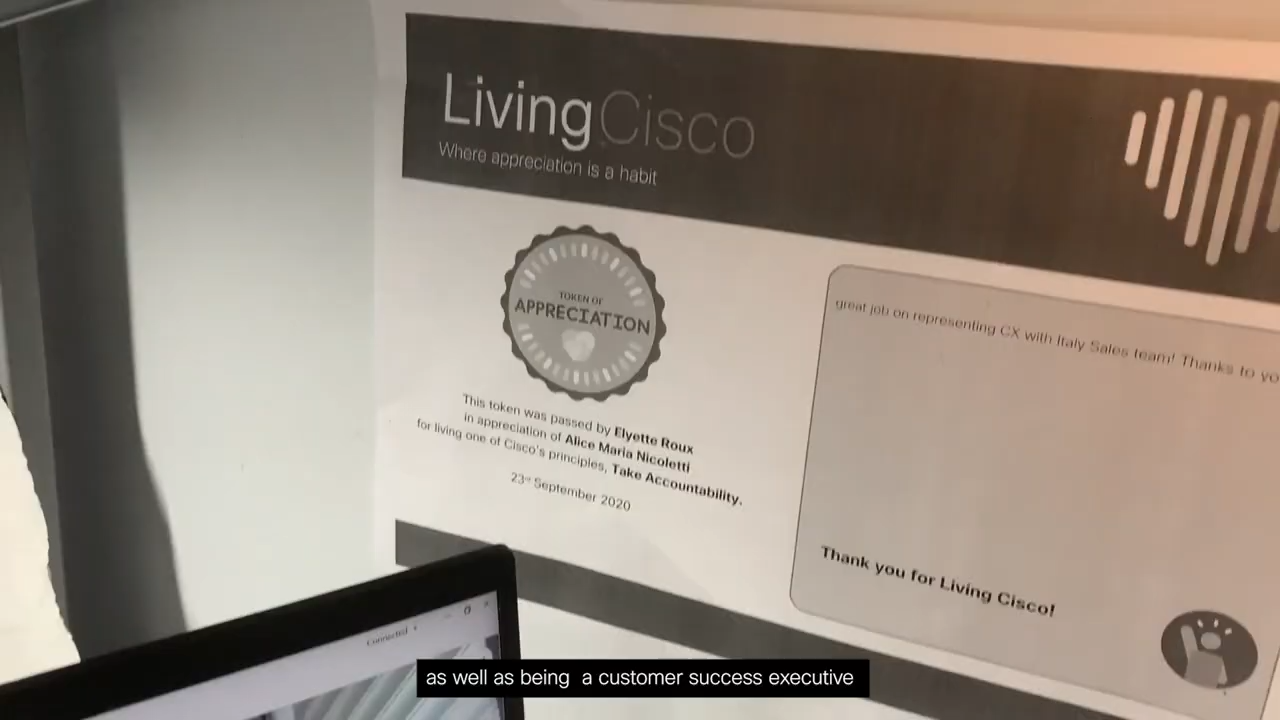 LivingCisco
Where appreciation is a habit
TOKEN OF
APPRECIATION
This token was passed by Elyette Roux
in appreciation of Alice Maria Nicoletti
for living one of Cisco's principles, Take Accountability.
23rd September 2020
great job on representing CX with Italy Sales team! Thanks to yo
Thank you for Living Cisco!
Connected
as well as being a customer success executive